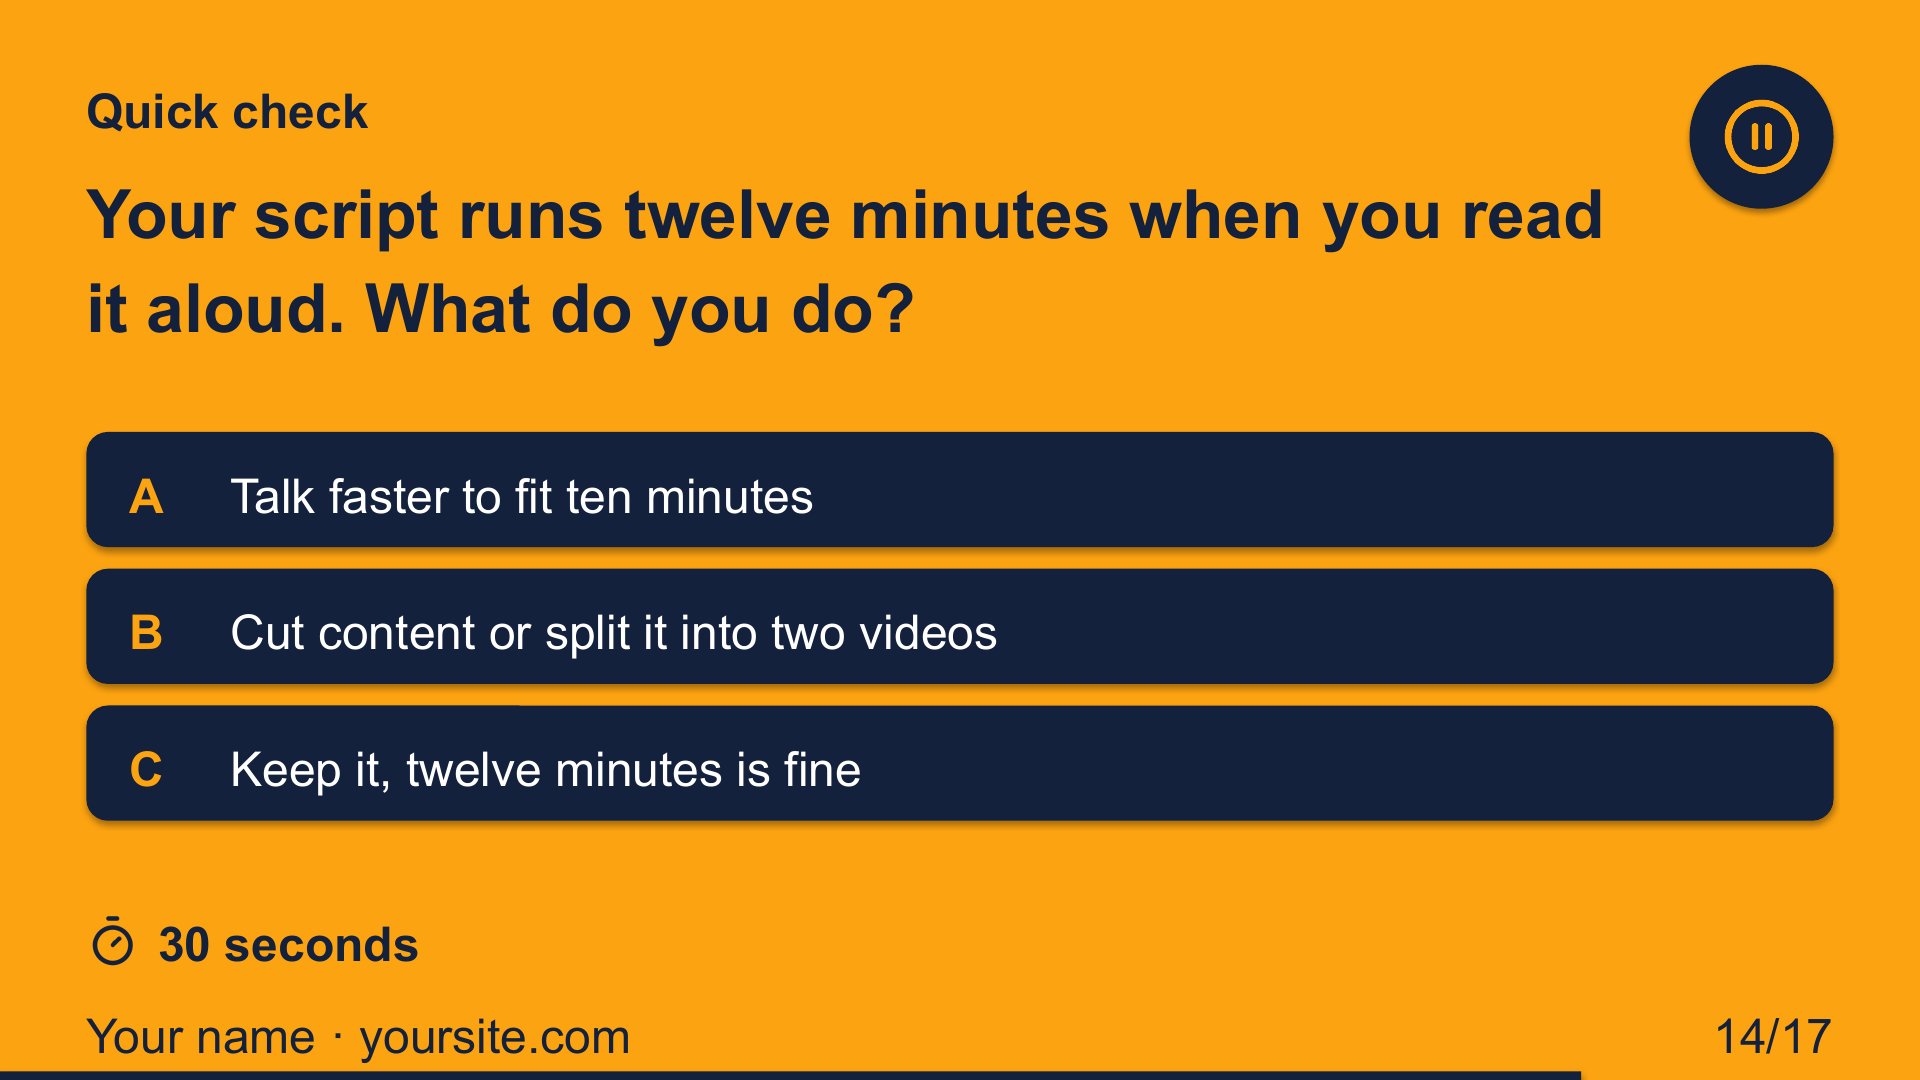 Quick check
Your script runs twelve minutes when you read
it aloud. What do you do?
A Talk faster to fit ten minutes
B Cut content or split it into two videos
C Keep it, twelve minutes is fine
30 seconds
Your name · yoursite.com
14/17